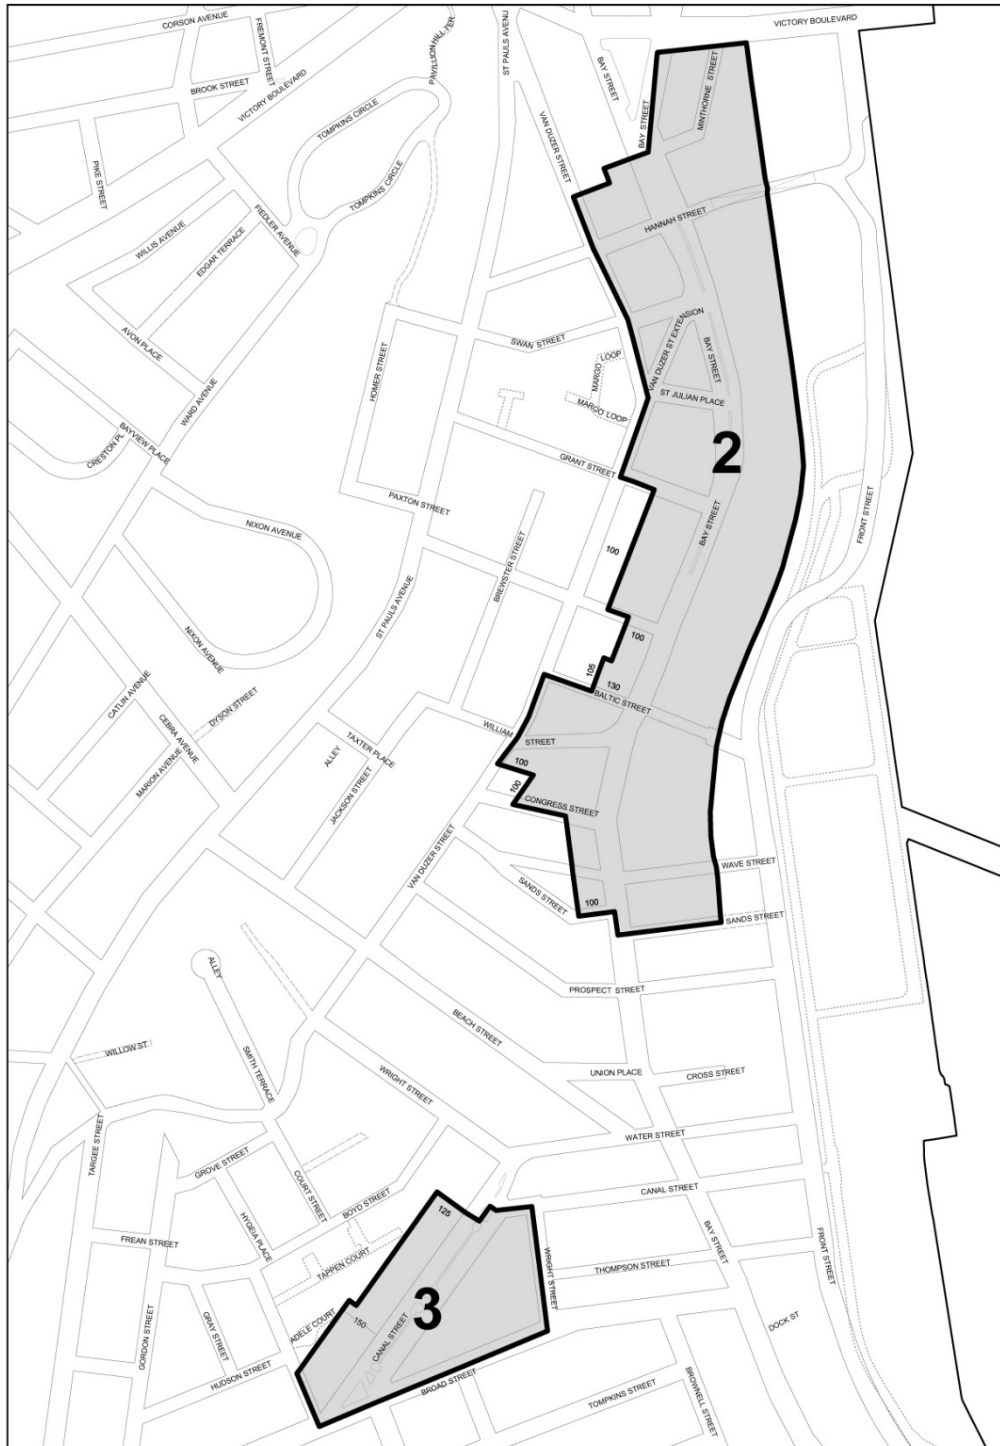 CORSON AVENUE
FREMONT STREET
BROOK STREET
VICTORY BOULEVARD
PAVILLION HILL TER
ST PAULS AVENU
VICTORY BOULEVARD
BAY STREET
MINTHORNE STREET
BAY STREET
VAN DUZER STREET
TOMPKINS CIRCLE
TOMPKINS CIRCLE
PIKE STREET
FIEDLER AVENUE
WILLIS AVENUE
EDGAR TERRACE
HANNAH STREET
AVON PLACE
SWAN STREET
VAN DUZER ST EXTENSION
BAY STREET
MARGO LOOP
HOMER STREET
WARD AVENUE
ST JULIAN PLACE
MARGO LOOP
BAYVIEW PLACE
CRESTON PL
2
GRANT STREET
PAXTON STREET
FRONT STREET
NIXON AVENUE
BAY STREET
100
BREWSTER STREET
ST PAULS AVENUE
NIXON AVENUE
100
105
130
BALTIC STREET
CATLIN AVENUE
DYSON STREET
CEBRA AVENUE
MARION AVENUE
WILLIAM
STREET
TAXTER PLACE
ALLEY
100
100
JACKSON STREET
CONGRESS STREET
VAN DUZER STREET
WAVE STREET
SANDS STREET
100
SANDS STREET
ALLEY
PROSPECT STREET
BEACH STREET
WILLOW ST
SMITH TERRACE
UNION PLACE
CROSS STREET
WRIGHT STREET
TARGEE STREET
WATER STREET
GROVE STREET
COURT STREET
CANAL STREET
BOYD STREET
125
HYGEIA PLACE
FREAN STREET
BAY STREET
FRONT STREET
TAPPEN COURT
WRIGHT STREET
THOMPSON STREET
3
ADELE COURT
150
CANAL STREET
GORDON STREET
GRAY STREET
DOCK ST
HUDSON STREET
BROAD STREET
TOMPKINS STREET
BROWNELL STREET